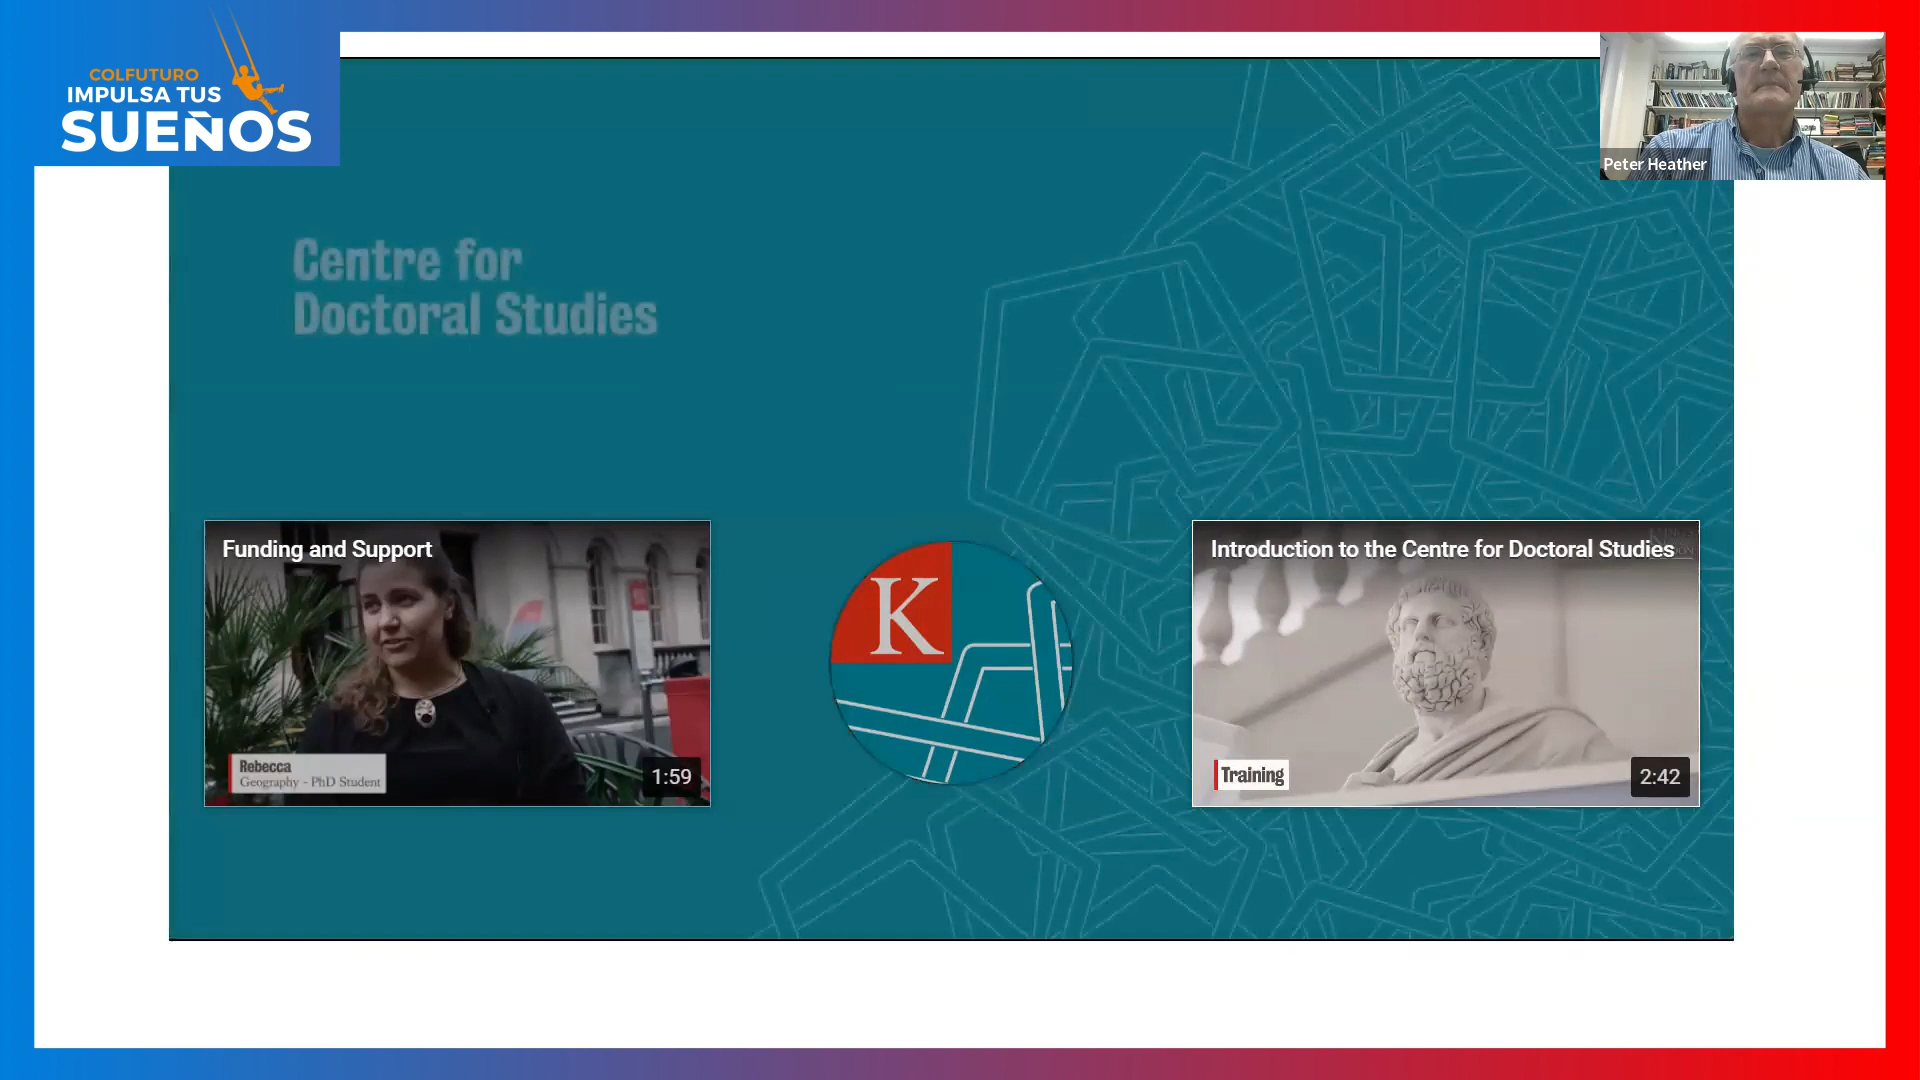 COLFUTURO
IMPULSA TUS
SUEÑOS
Peter Heather
Centre for
Doctoral Studies
Funding and Support
Rebecca
Geography - PhD Student
1:59
K
Introduction to the Centre for Doctoral Studies
Training
2:42